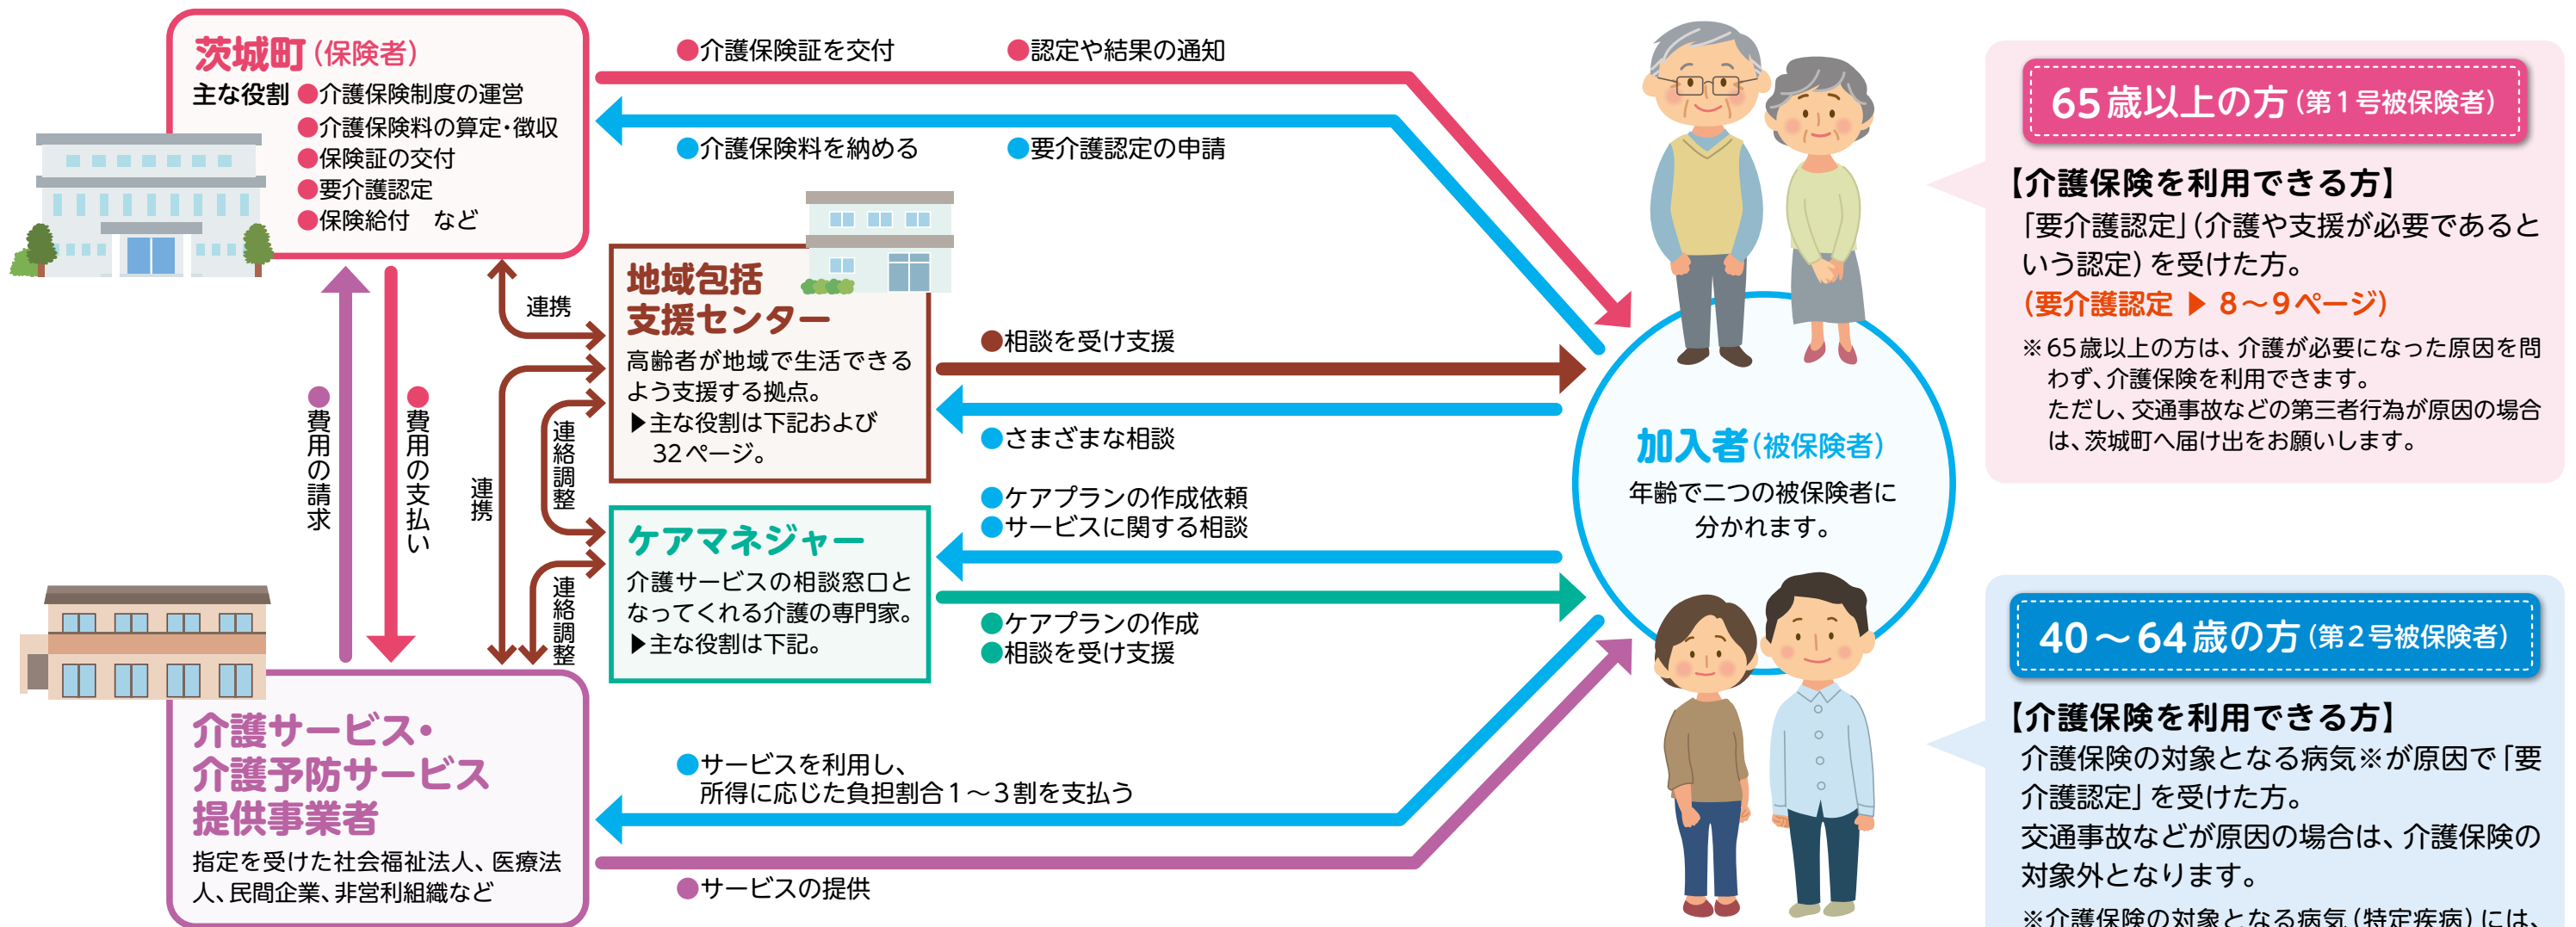 茨城町(保険者)
主な役割 ●介護保険制度の運営
●介護保険料の算定・徴収
●保険証の交付
●要介護認定
●保険給付　など
●介護保険証を交付
●認定や結果の通知
●介護保険料を納める
●要介護認定の申請
連携
地域包括
支援センター
高齢者が地域で生活できる
よう支援する拠点。
▶主な役割は下記および
32ページ。
●相談を受け支援
●さまざまな相談
●費用の請求
●費用の支払い
連携
連絡調整
連絡調整
ケアマネジャー
介護サービスの相談窓口と
なってくれる介護の専門家。
▶主な役割は下記。
●ケアプランの作成依頼
●サービスに関する相談
●ケアプランの作成
●相談を受け支援
介護サービス・
介護予防サービス
提供事業者
指定を受けた社会福祉法人、医療法
人、民間企業、非営利組織など
●サービスを利用し、
所得に応じた負担割合1〜3割を支払う
●サービスの提供
加入者(被保険者)
年齢で二つの被保険者に
分かれます。
65歳以上の方(第1号被保険者)
【介護保険を利用できる方】
「要介護認定」(介護や支援が必要であると
いう認定)を受けた方。
(要介護認定 ▶ 8〜9ページ)
※65歳以上の方は、介護が必要になった原因を問
わず、介護保険を利用できます。
ただし、交通事故などの第三者行為が原因の場合
は、茨城町へ届け出をお願いします。
40〜64歳の方(第2号被保険者)
【介護保険を利用できる方】
介護保険の対象となる病気※が原因で「要
介護認定」を受けた方。
交通事故などが原因の場合は、介護保険の
対象外となります。
※介護保険の対象となる病気(特定疾病)には、